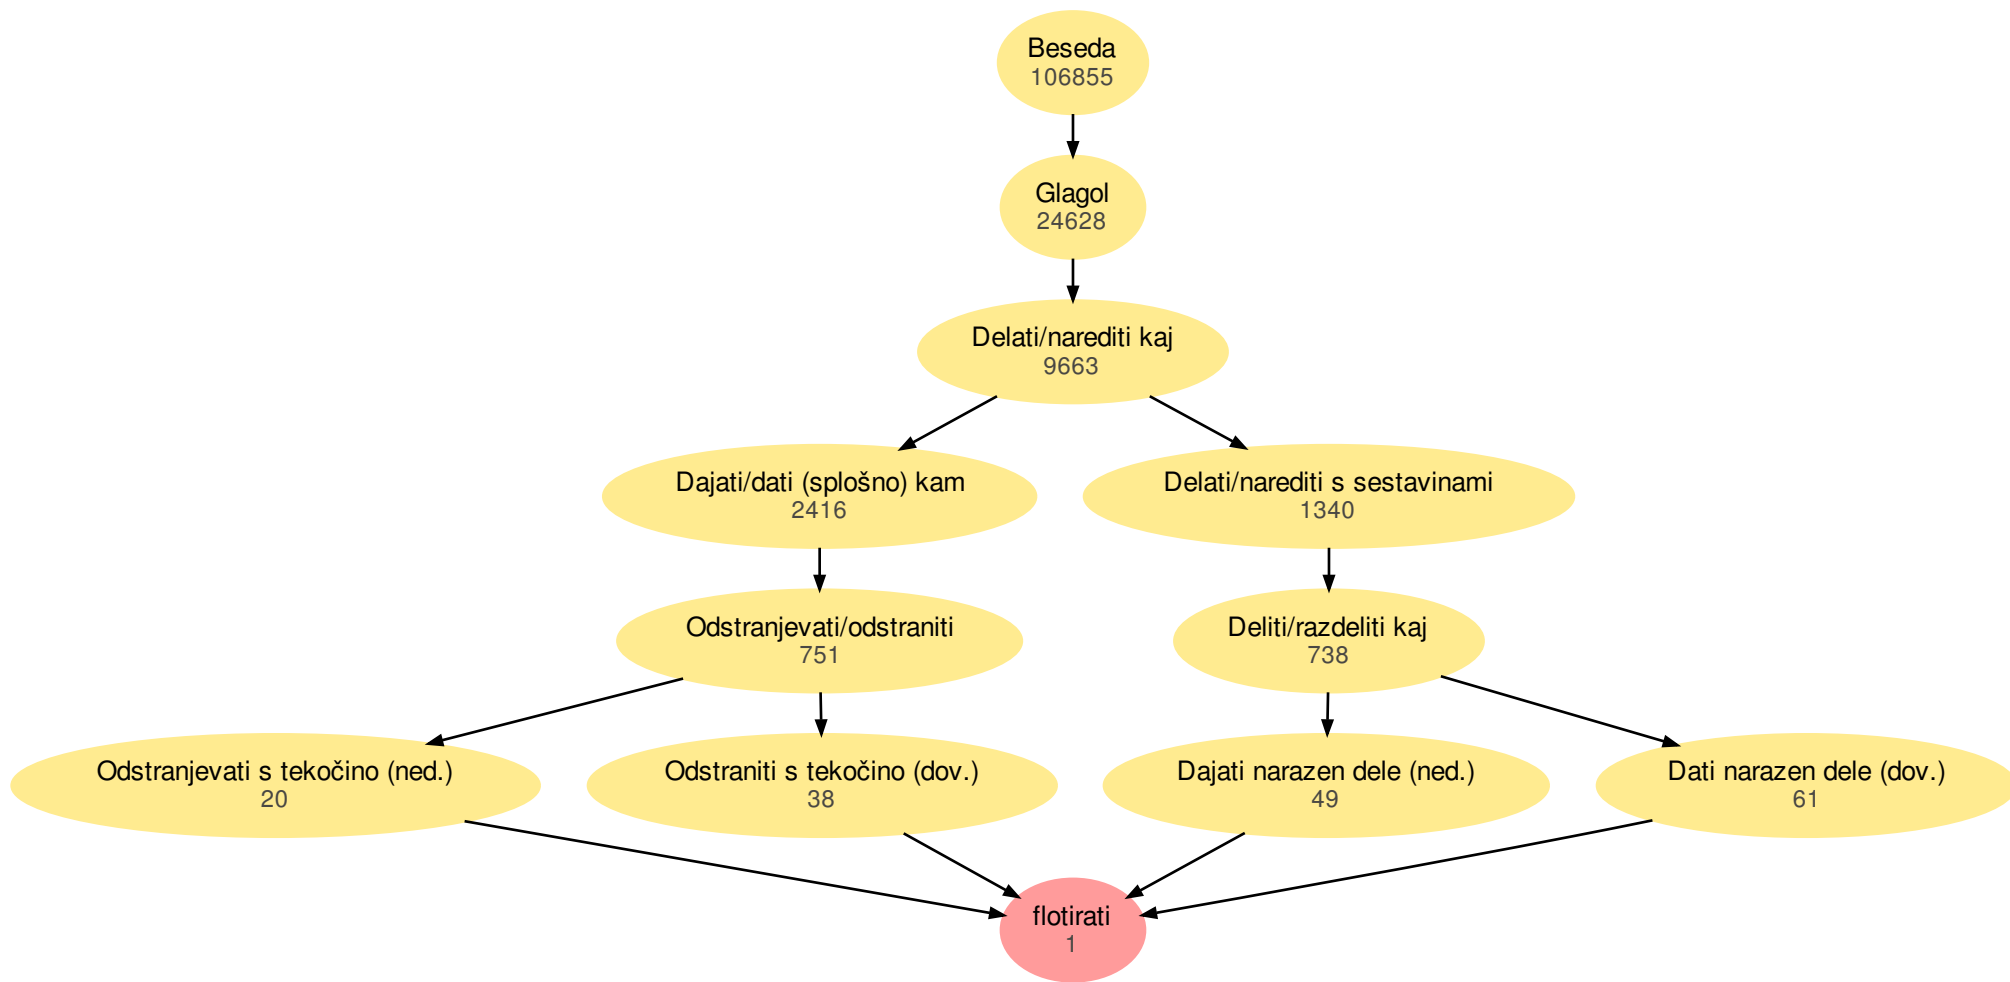 Beseda
106855
Glagol
24628
Delati/narediti kaj
9663
Dajati/dati (splošno) kam
2416
Delati/narediti s sestavinami
1340
Odstranjevati/odstraniti
751
Deliti/razdeliti kaj
738
Odstranjevati s tekočino (ned.)
20
Odstraniti s tekočino (dov.)
38
Dajati narazen dele (ned.)
49
Dati narazen dele (dov.)
61
flotirati
1